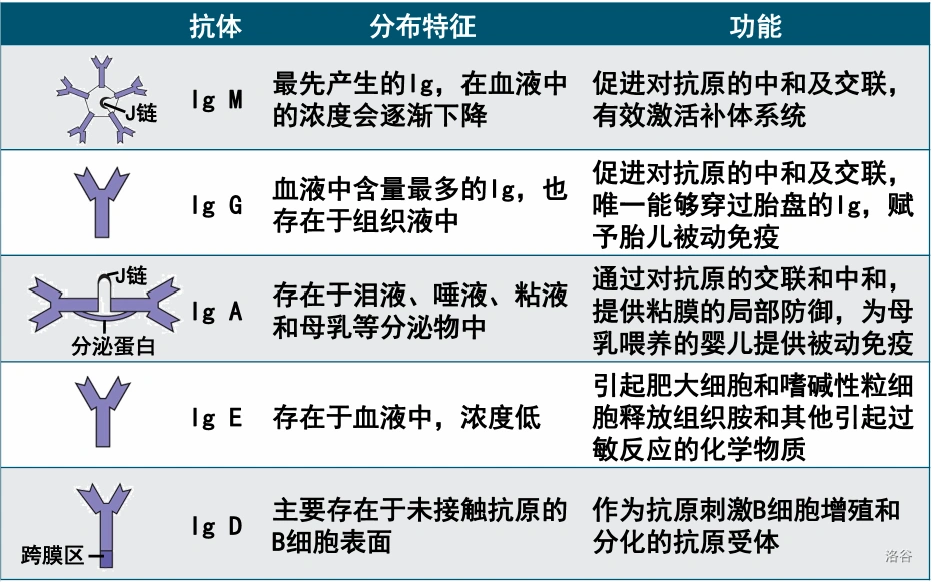 抗体 分布特征 功能
J链
Ig M
最先产生的Ig，在血液中
的浓度会逐渐下降
促进对抗原的中和及交联，
有效激活补体系统
Ig G
血液中含量最多的Ig，也
存在于组织液中
促进对抗原的中和及交联，
唯一能够穿过胎盘的Ig，赋
予胎儿被动免疫
J链
分泌蛋白
Ig A
存在于泪液、唾液、粘液
和母乳等分泌物中
通过对抗原的交联和中和，
提供粘膜的局部防御，为母
乳喂养的婴儿提供被动免疫
Ig E
存在于血液中，浓度低
引起肥大细胞和嗜碱性粒细
胞释放组织胺和其他引起过
敏反应的化学物质
跨膜区
Ig D
主要存在于未接触抗原的
B细胞表面
作为抗原刺激B细胞增殖和
分化的抗原受体
洛谷